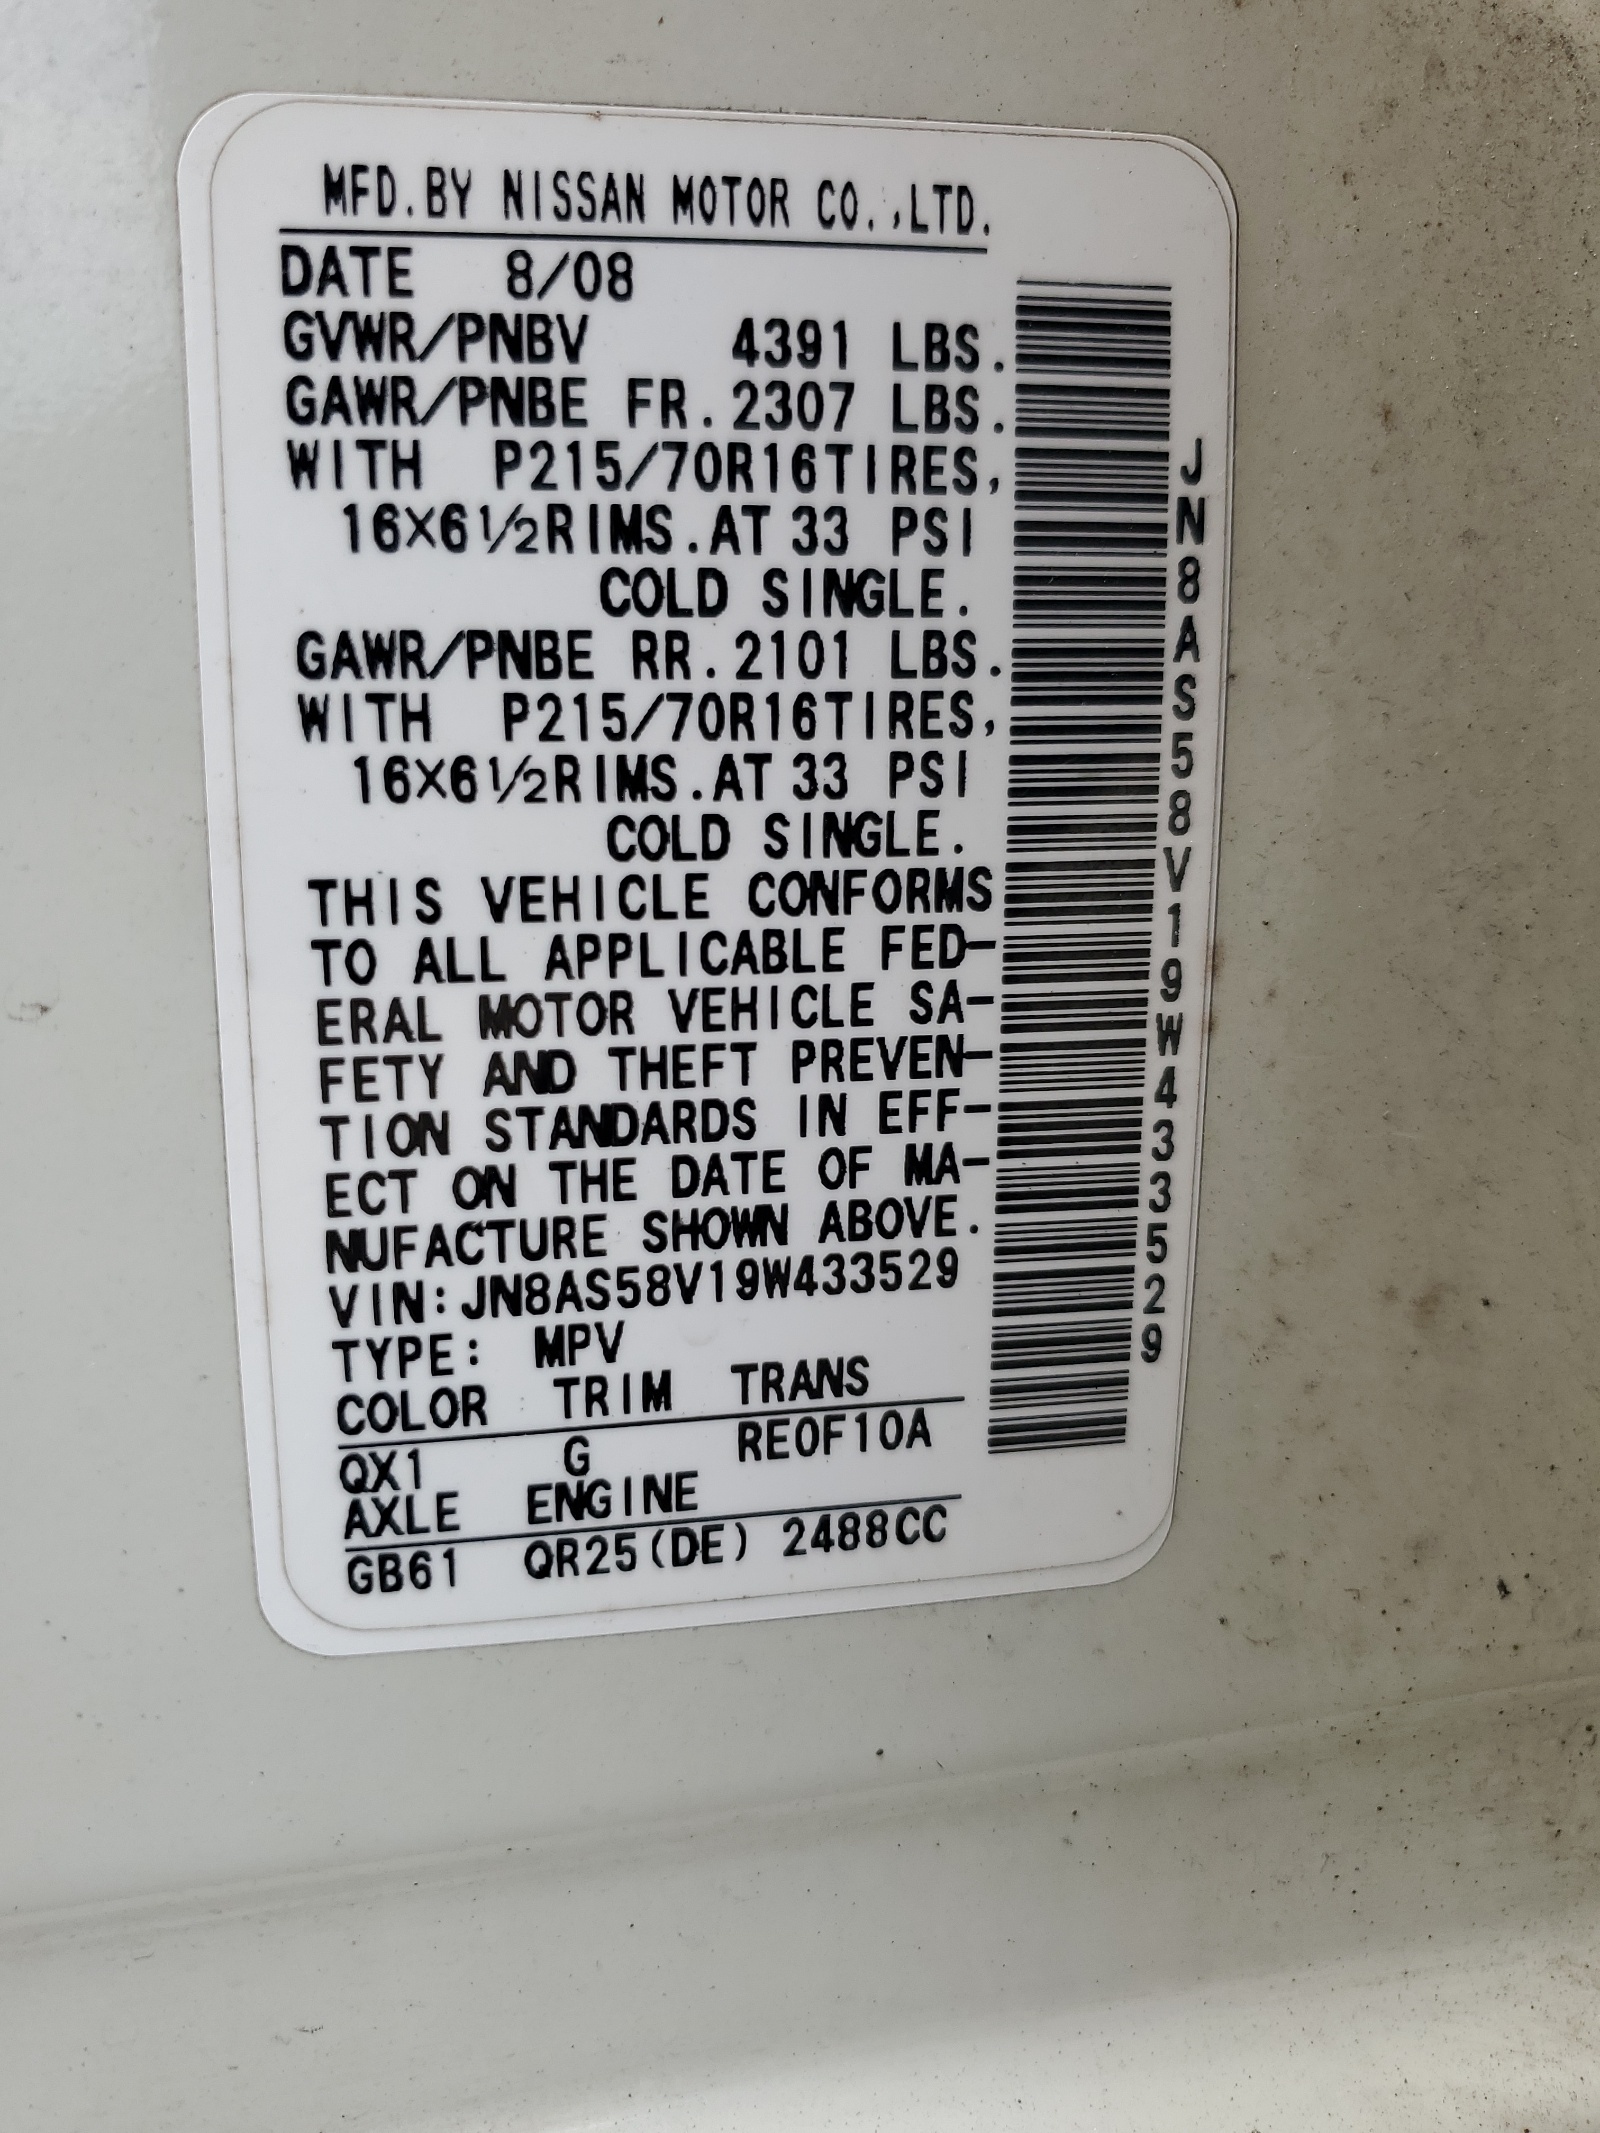 MFD.BY NISSAN MOTOR CO.,LTD.
DATE 8/08
GVWR/PNBV 4391 LBS.
GAWR/PNBE FR.2307 LBS.
WITH P215/70R16TIRES,
16×6½RIMS.AT 33 PSI
COLD SINGLE.
GAWR/PNBE RR.2101 LBS.
WITH P215/70R16TIRES,
16×6½RIMS.AT 33 PSI
COLD SINGLE.
THIS VEHICLE CONFORMS
TO ALL APPLICABLE FED-
ERAL MOTOR VEHICLE SA-
FETY AND THEFT PREVEN-
TION STANDARDS IN EFF-
ECT ON THE DATE OF MA-
NUFACTURE SHOWN ABOVE.
VIN:JN8AS58V19W433529
TYPE: MPV
COLOR TRIM TRANS
QX1 G RE0F10A
AXLE ENGINE
GB61 QR25(DE) 2488CC
JN8AS58V19W433529